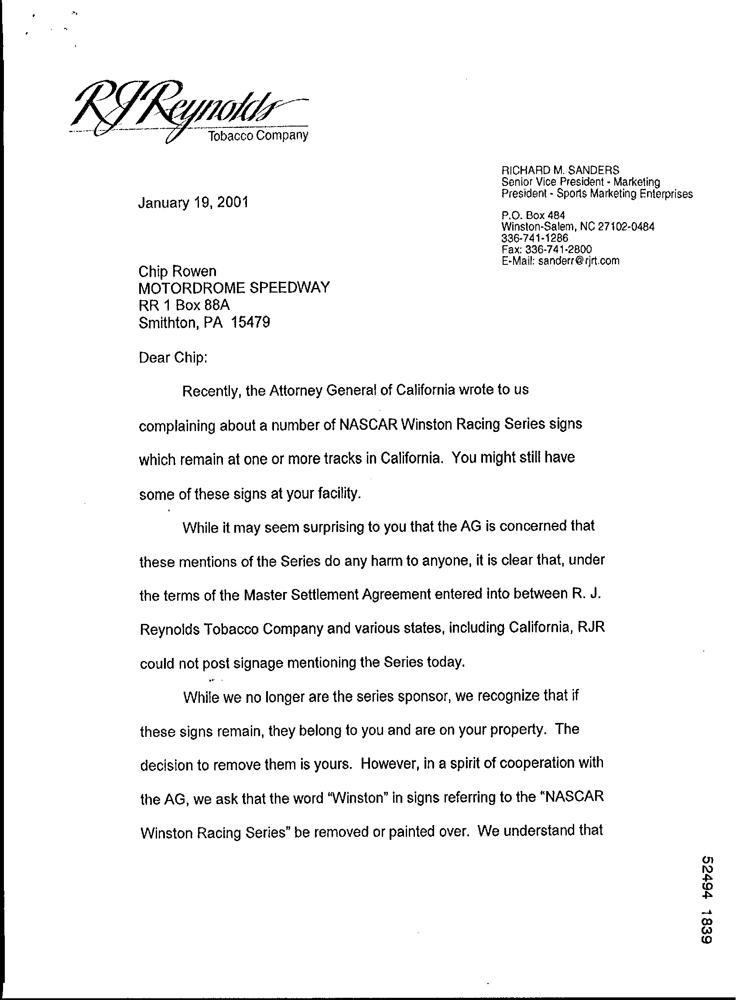 RJReynolds
Tobacco Company
RICHARD M. SANDERS
Senior Vice President - Marketing
President - Sports Marketing Enterprises
P.O. Box 484
Winston-Salem, NC 27102-0484
336-741-1286
Fax: 336-741-2800
E-Mail: sanderr@rjrt.com
January 19, 2001
Chip Rowen
MOTORDROME SPEEDWAY
RR 1 Box 88A
Smithton, PA 15479
Dear Chip:
Recently, the Attorney General of California wrote to us
complaining about a number of NASCAR Winston Racing Series signs
which remain at one or more tracks in California. You might still have
some of these signs at your facility.
While it may seem surprising to you that the AG is concerned that
these mentions of the Series do any harm to anyone, it is clear that, under
the terms of the Master Settlement Agreement entered into between R. J.
Reynolds Tobacco Company and various states, including California, RJR
could not post signage mentioning the Series today.
While we no longer are the series sponsor, we recognize that if
these signs remain, they belong to you and are on your property. The
decision to remove them is yours. However, in a spirit of cooperation with
the AG, we ask that the word "Winston" in signs referring to the "NASCAR
Winston Racing Series" be removed or painted over. We understand that
52494 1839